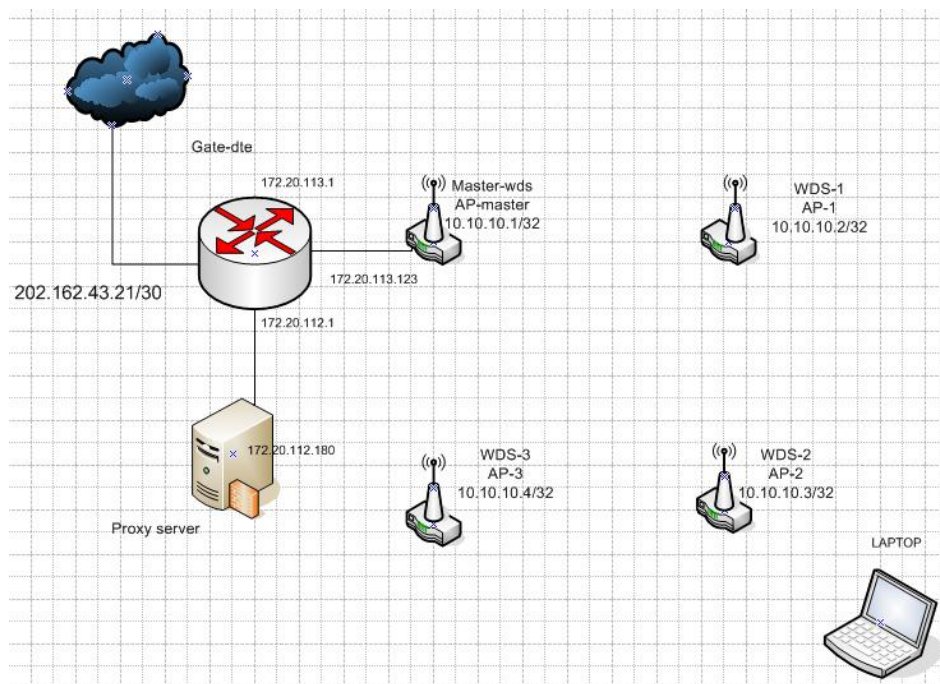 Gate-dte
172.20.113.1
Master-wds
AP-master
10.10.10.1/32
WDS-1
AP-1
10.10.10.2/32
172.20.113.123
202.162.43.21/30
172.20.112.1
172.20.112.180
Proxy server
WDS-3
AP-3
10.10.10.4/32
WDS-2
AP-2
10.10.10.3/32
LAPTOP